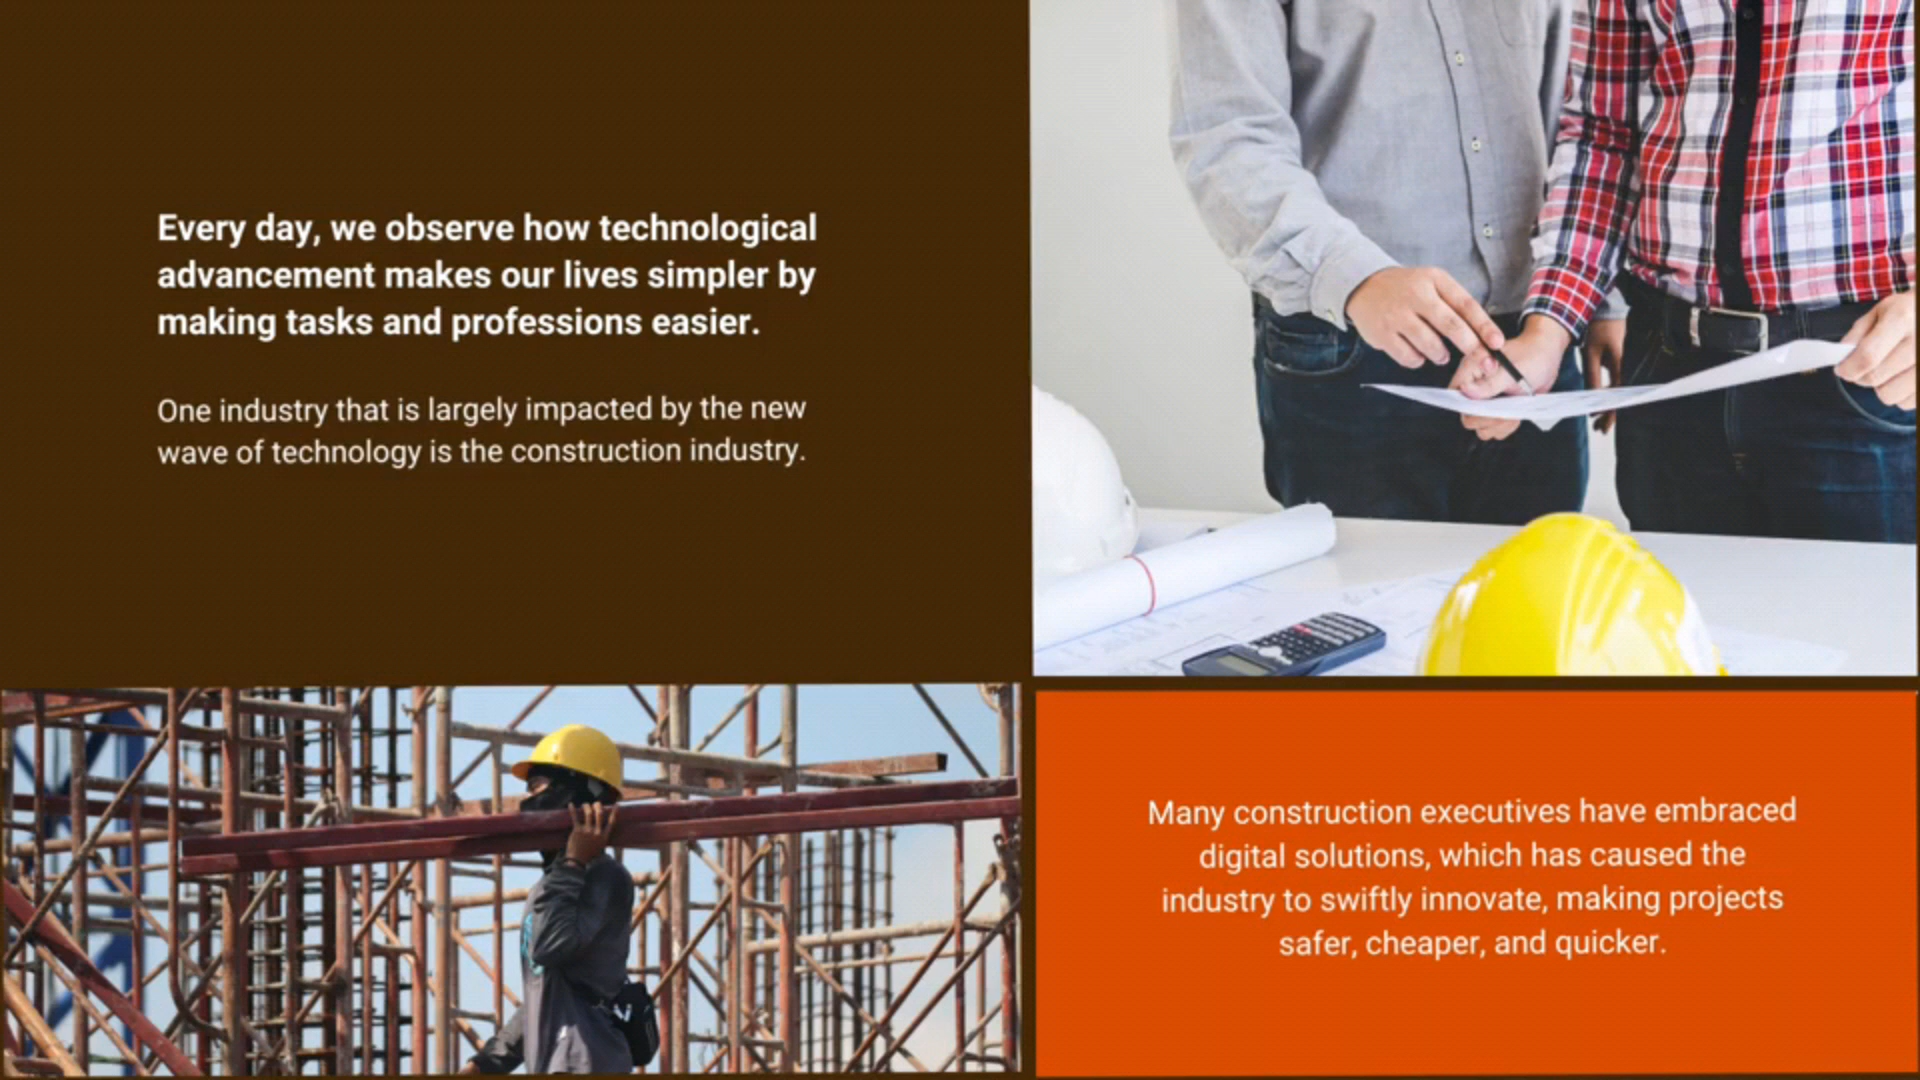 Every day, we observe how technological
advancement makes our lives simpler by
making tasks and professions easier.
One industry that is largely impacted by the new
wave of technology is the construction industry.
Many construction executives have embraced
digital solutions, which has caused the
industry to swiftly innovate, making projects
safer, cheaper, and quicker.